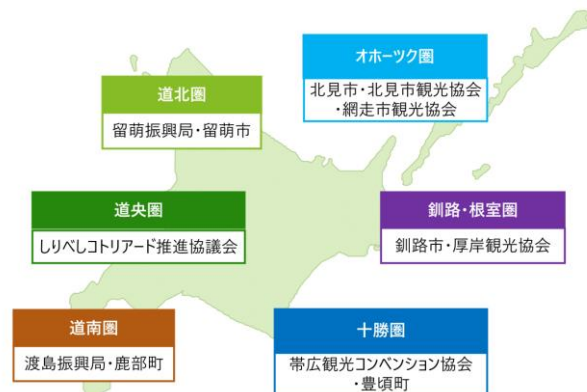 オホーツク圏
北見市・北見市観光協会
・網走市観光協会
道北圏
留萌振興局・留萌市
道央圏
しりべしコトリアード推進協議会
釧路・根室圏
釧路市・厚岸観光協会
道南圏
渡島振興局・鹿部町
十勝圏
帯広観光コンベンション協会
・豊頃町